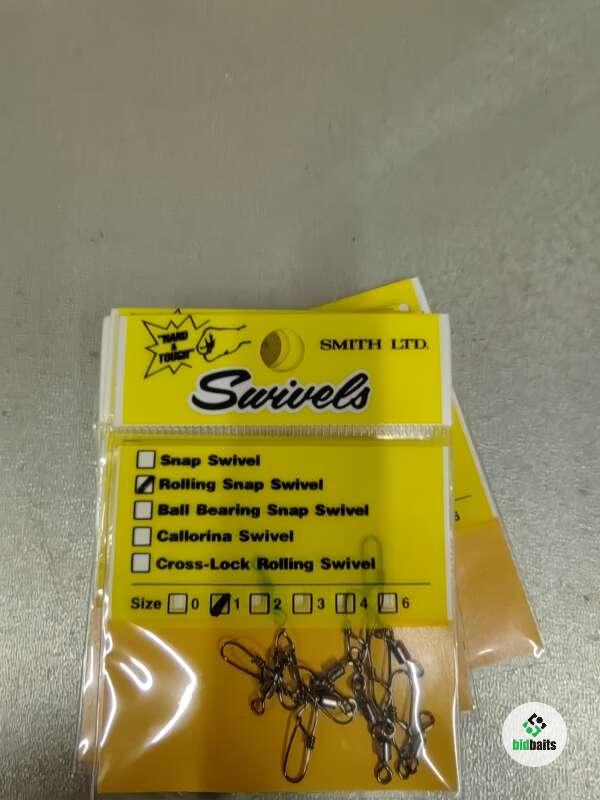 "HARD
&
TOUGH"
SMITH LTD.
Swivels
Snap Swivel
Rolling Snap Swivel
Ball Bearing Snap Swivel
Callorina Swivel
Cross-Lock Rolling Swivel
Size 0 1 2 3 4 6
bidbaits